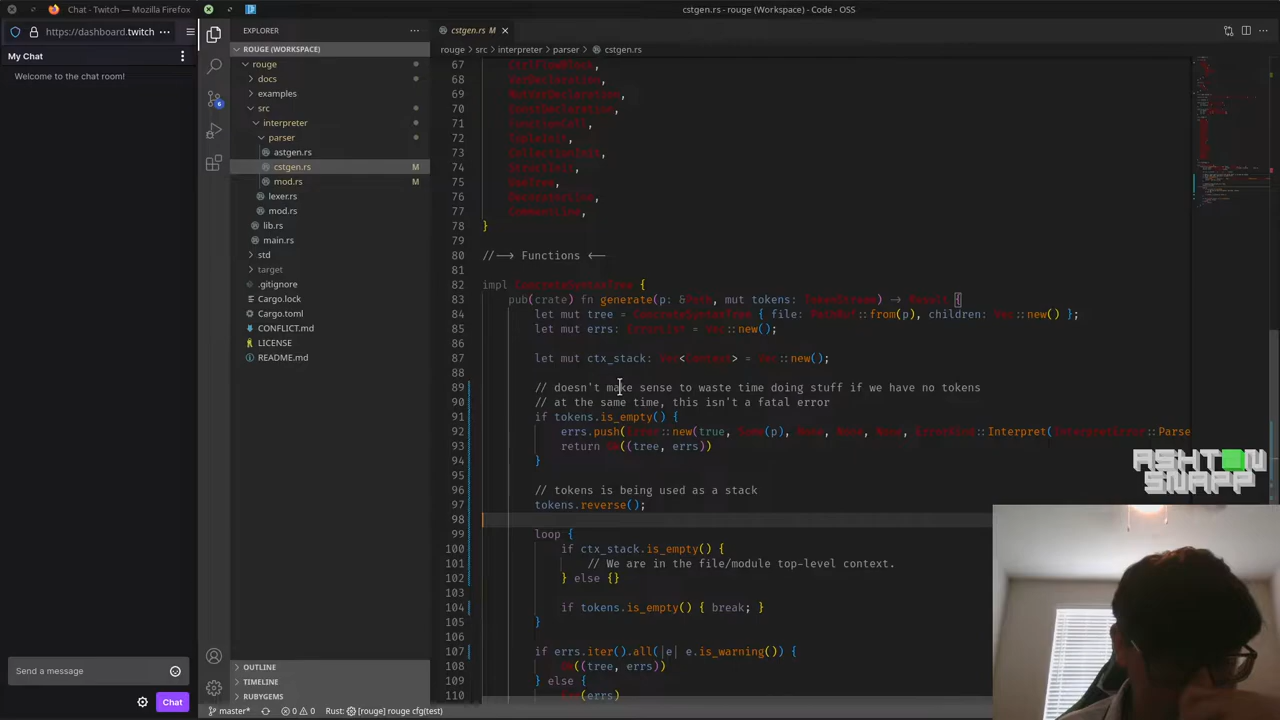 Chat - Twitch — Mozilla Firefox
cstgen.rs - rouge (Workspace) - Code - OSS
https://dashboard.twitch
My Chat
Welcome to the chat room!
Send a message
Chat
EXPLORER
ROUGE (WORKSPACE)
rouge
docs
examples
src
interpreter
parser
astgen.rs
cstgen.rs M
mod.rs M
lexer.rs
mod.rs
lib.rs
main.rs
std
target
.gitignore
Cargo.lock
Cargo.toml
CONFLICT.md
LICENSE
README.md
OUTLINE
TIMELINE
RUBYGEMS
6
cstgen.rs M
rouge > src > interpreter > parser > cstgen.rs
67 CtrlFlowBlock,
68 VarDeclaration,
69
70 ConstDeclaration,
71 FunctionCall,
72 TupleInit,
73 CollectionInit,
74 StructInit,
75 UseTree,
76
77 CommentLine,
78 }
79
80 //--> Functions <--
81
82 impl ConcreteSyntaxTree {
83 pub(crate) fn generate(p: &Path, mut tokens: TokenStream) -> Result {
84 let mut tree = ConcreteSyntaxTree { file: PathBuf::from(p), children: Vec::new() };
85 let mut errs: ErrorList = Vec::new();
86
87 let mut ctx_stack: Vec<Context> = Vec::new();
88
89 // doesn't make sense to waste time doing stuff if we have no tokens
90 // at the same time, this isn't a fatal error
91 if tokens.is_empty() {
92 errs.push(Error::new(true, Some(p), None, None, None, ErrorKind::Interpret(InterpretError::Parse
93 return Ok((tree, errs))
94 }
95
96 // tokens is being used as a stack
97 tokens.reverse();
98
99 loop {
100 if ctx_stack.is_empty() {
101 // We are in the file/module top-level context.
102 } else {}
103
104 if tokens.is_empty() { break; }
105 }
106
107 if errs.iter().all(|e| e.is_warning()) {
108 Ok((tree, errs))
109 } else {
110 Err(errs)
ASHTON
SNAPP
master* 0 0 Rust: [rouge] rouge cfg(test)